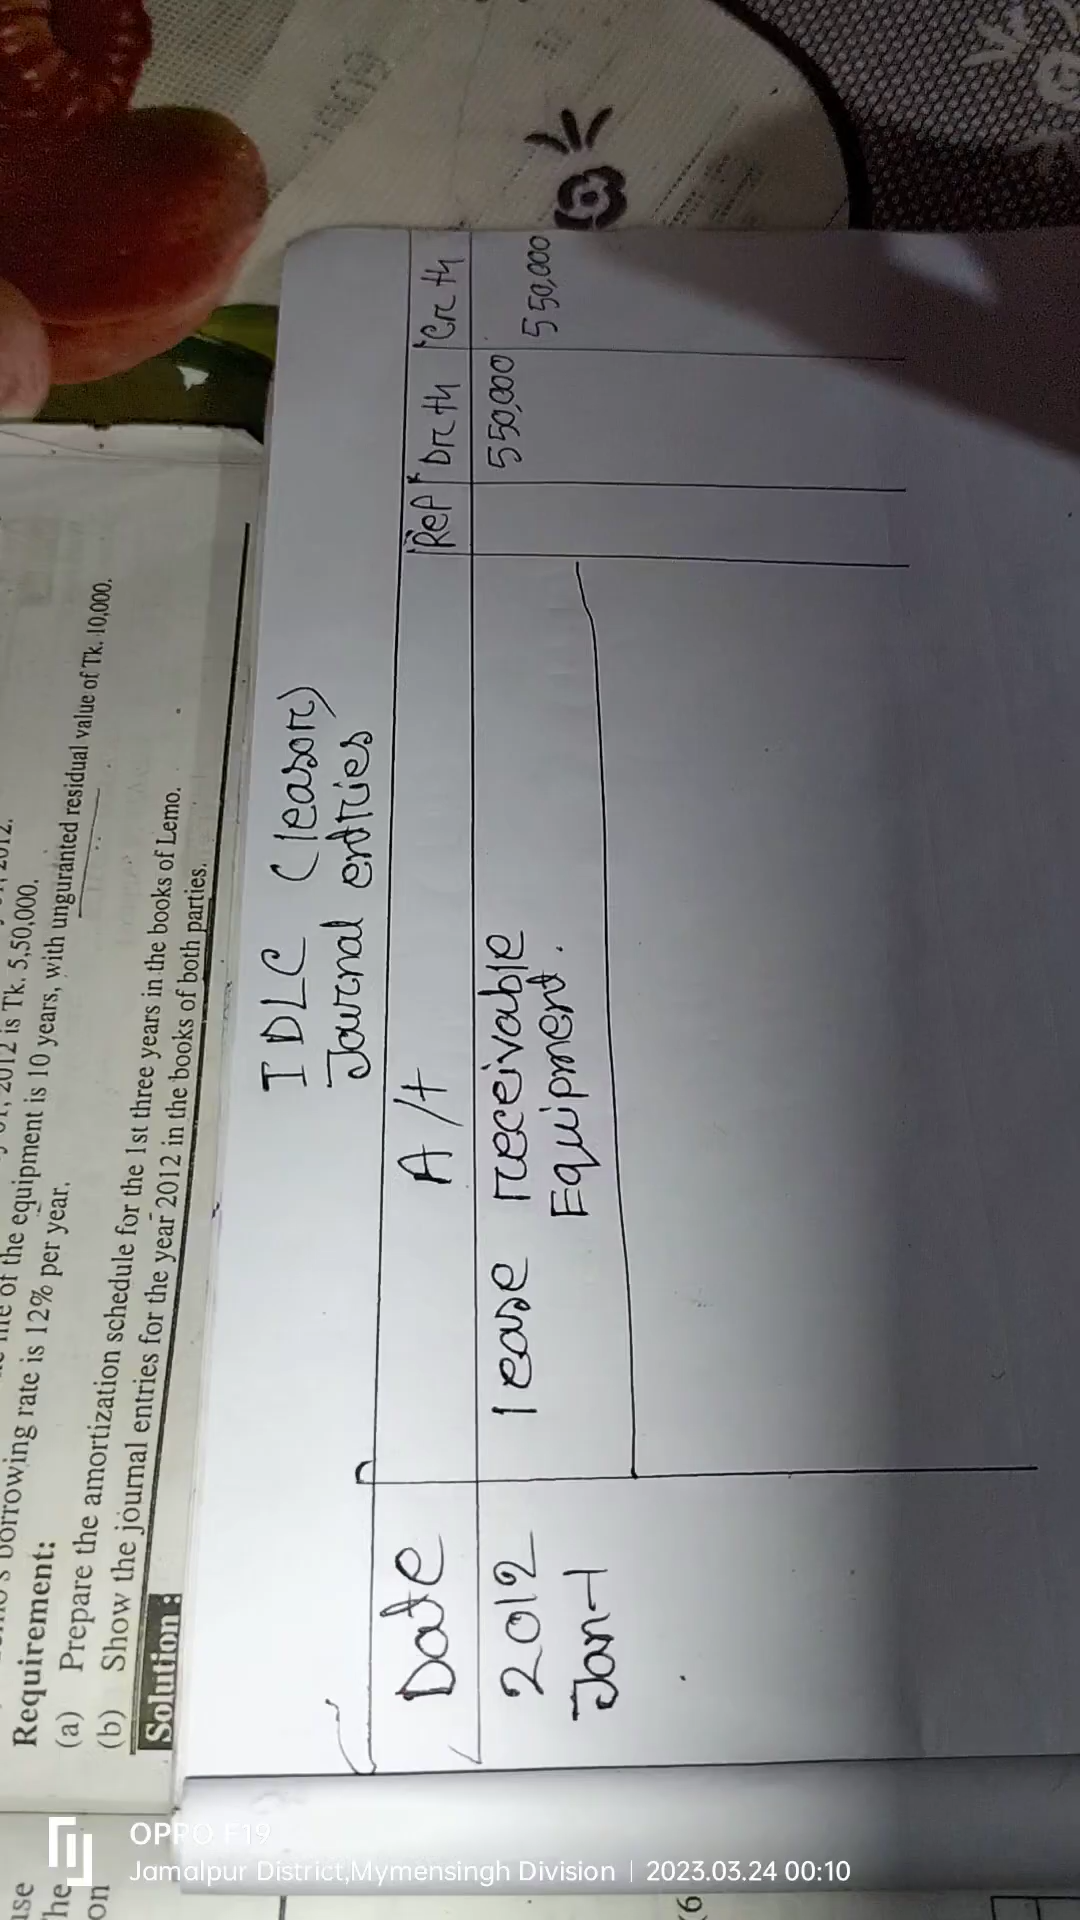 2012 is Tk. 5,50,000.
of the equipment is 10 years, with unguranted residual value of Tk. 10,000.
borrowing rate is 12% per year.
Requirement:
(a) Prepare the amortization schedule for the 1st three years in the books of Lemo.
(b) Show the journal entries for the year 2012 in the books of both parties.
Solution :
IDLC (leasor)
Journal entries
Date A/t Ref Dr th Cr th
2012 lease receivable 550,000
Jan-1 Equipment. 550,000
OPPO F19
Jamalpur District,Mymensingh Division | 2023.03.24 00:10